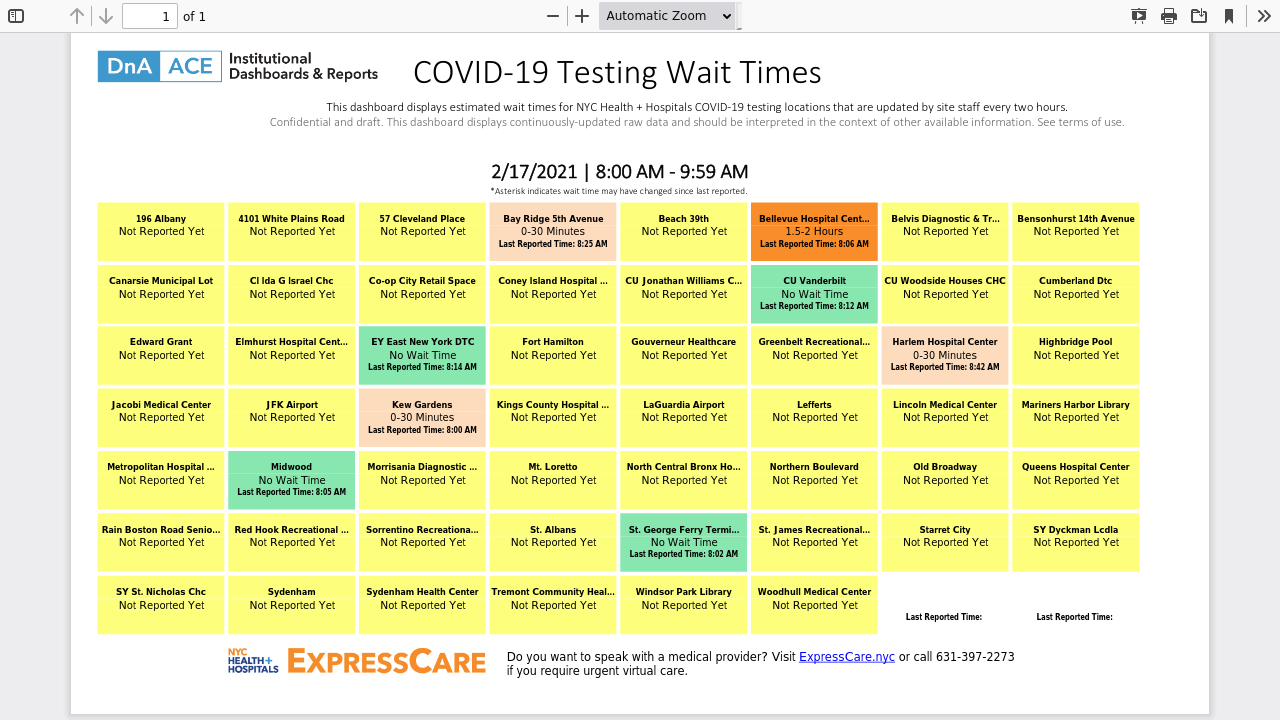 1 of 1 Automatic Zoom
DnA ACE Institutional
Dashboards & Reports
COVID-19 Testing Wait Times
This dashboard displays estimated wait times for NYC Health + Hospitals COVID-19 testing locations that are updated by site staff every two hours.
Confidential and draft. This dashboard displays continuously-updated raw data and should be interpreted in the context of other available information. See terms of use.
2/17/2021 | 8:00 AM - 9:59 AM
*Asterisk indicates wait time may have changed since last reported.
196 Albany 4101 White Plains Road 57 Cleveland Place Bay Ridge 5th Avenue Beach 39th Bellevue Hospital Cent... Belvis Diagnostic & Tr... Bensonhurst 14th Avenue
Not Reported Yet Not Reported Yet Not Reported Yet 0-30 Minutes Not Reported Yet 1.5-2 Hours Not Reported Yet Not Reported Yet
Last Reported Time: 8:25 AM Last Reported Time: 8:06 AM
Canarsie Municipal Lot CI Ida G Israel Chc Co-op City Retail Space Coney Island Hospital ... CU Jonathan Williams C... CU Vanderbilt CU Woodside Houses CHC Cumberland Dtc
Not Reported Yet Not Reported Yet Not Reported Yet Not Reported Yet Not Reported Yet No Wait Time Not Reported Yet Not Reported Yet
Last Reported Time: 8:12 AM
Edward Grant Elmhurst Hospital Cent... EY East New York DTC Fort Hamilton Gouverneur Healthcare Greenbelt Recreational... Harlem Hospital Center Highbridge Pool
Not Reported Yet Not Reported Yet No Wait Time Not Reported Yet Not Reported Yet Not Reported Yet 0-30 Minutes Not Reported Yet
Last Reported Time: 8:14 AM Last Reported Time: 8:42 AM
Jacobi Medical Center JFK Airport Kew Gardens Kings County Hospital ... LaGuardia Airport Lefferts Lincoln Medical Center Mariners Harbor Library
Not Reported Yet Not Reported Yet 0-30 Minutes Not Reported Yet Not Reported Yet Not Reported Yet Not Reported Yet Not Reported Yet
Last Reported Time: 8:00 AM
Metropolitan Hospital ... Midwood Morrisania Diagnostic ... Mt. Loretto North Central Bronx Ho... Northern Boulevard Old Broadway Queens Hospital Center
Not Reported Yet No Wait Time Not Reported Yet Not Reported Yet Not Reported Yet Not Reported Yet Not Reported Yet Not Reported Yet
Last Reported Time: 8:05 AM
Rain Boston Road Senio... Red Hook Recreational ... Sorrentino Recreationa... St. Albans St. George Ferry Termi... St. James Recreational... Starret City SY Dyckman Lcdla
Not Reported Yet Not Reported Yet Not Reported Yet Not Reported Yet No Wait Time Not Reported Yet Not Reported Yet Not Reported Yet
Last Reported Time: 8:02 AM
SY St. Nicholas Chc Sydenham Sydenham Health Center Tremont Community Heal... Windsor Park Library Woodhull Medical Center
Not Reported Yet Not Reported Yet Not Reported Yet Not Reported Yet Not Reported Yet Not Reported Yet
Last Reported Time: Last Reported Time:
NYC
HEALTH+
HOSPITALS
EXPRESSCARE
Do you want to speak with a medical provider? Visit ExpressCare.nyc or call 631-397-2273
if you require urgent virtual care.